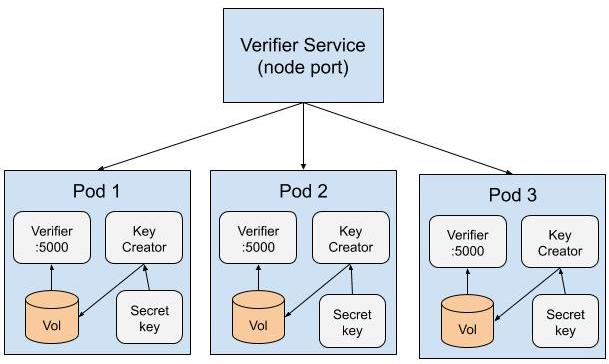 Verifier Service
(node port)
Pod 1
Verifier
:5000
Key
Creator
Vol
Secret
key
Pod 2
Verifier
:5000
Key
Creator
Vol
Secret
key
Pod 3
Verifier
:5000
Key
Creator
Vol
Secret
key